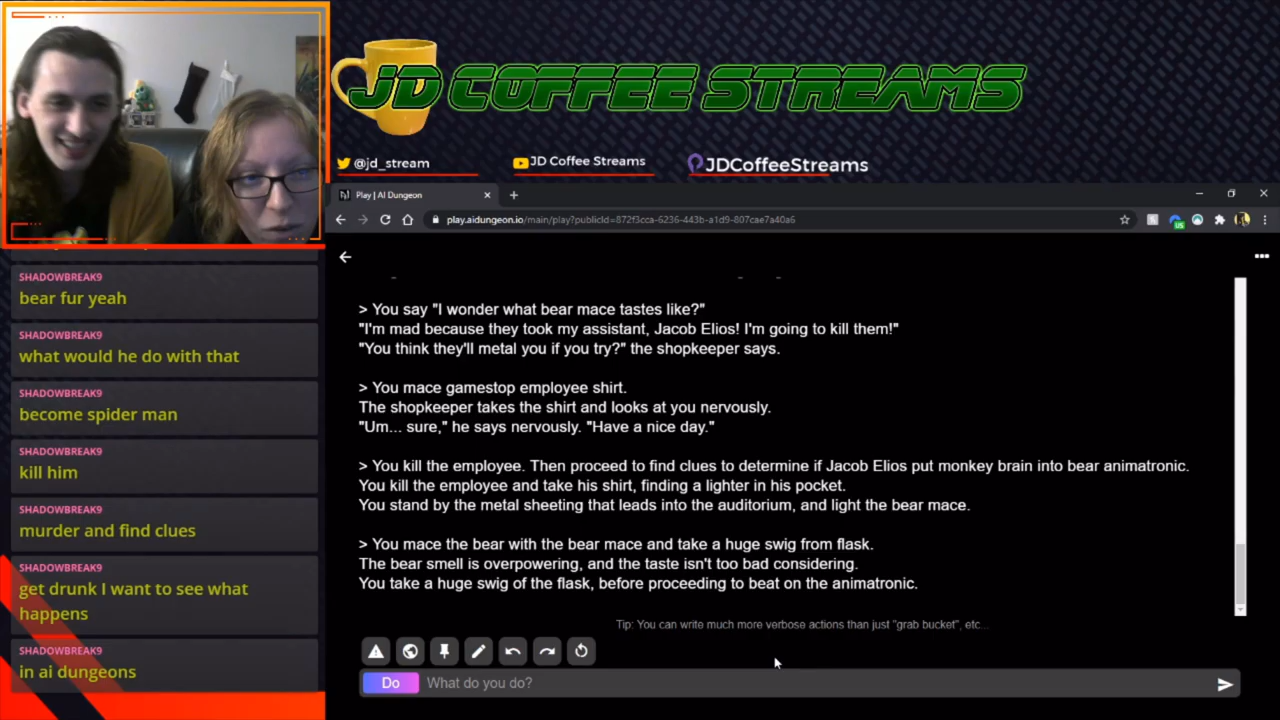 JD COFFEE STREAMS
@jd_stream
JD Coffee Streams
JDCoffeeStreams
Play | AI Dungeon
play.aidungeon.io/main/play?publicId=872f3cca-6236-443b-a1d9-807cae7a40a6
SHADOWBREAK9
bear fur yeah
SHADOWBREAK9
what would he do with that
SHADOWBREAK9
become spider man
SHADOWBREAK9
kill him
SHADOWBREAK9
murder and find clues
SHADOWBREAK9
get drunk I want to see what
happens
SHADOWBREAK9
in ai dungeons
> You say "I wonder what bear mace tastes like?"
"I'm mad because they took my assistant, Jacob Elios! I'm going to kill them!"
"You think they'll metal you if you try?" the shopkeeper says.
> You mace gamestop employee shirt.
The shopkeeper takes the shirt and looks at you nervously.
"Um... sure," he says nervously. "Have a nice day."
> You kill the employee. Then proceed to find clues to determine if Jacob Elios put monkey brain into bear animatronic.
You kill the employee and take his shirt, finding a lighter in his pocket.
You stand by the metal sheeting that leads into the auditorium, and light the bear mace.
> You mace the bear with the bear mace and take a huge swig from flask.
The bear smell is overpowering, and the taste isn't too bad considering.
You take a huge swig of the flask, before proceeding to beat on the animatronic.
Tip: You can write much more verbose actions than just "grab bucket", etc...
Do
What do you do?